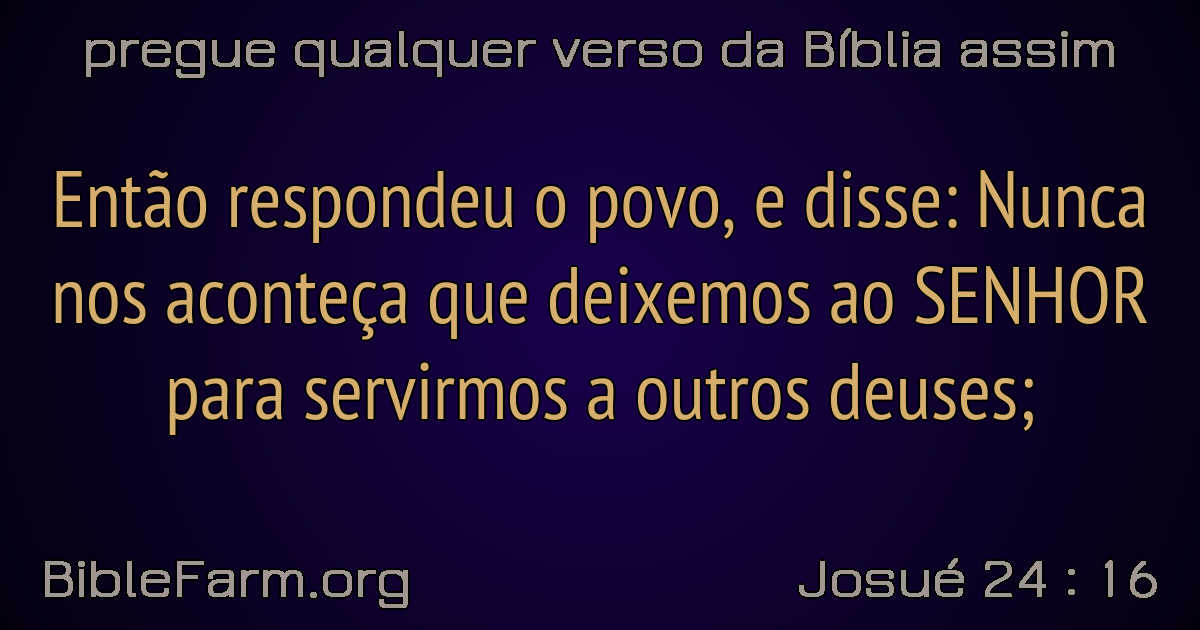 pregue qualquer verso da Bíblia assim
Então respondeu o povo, e disse: Nunca
nos aconteça que deixemos ao SENHOR
para servirmos a outros deuses;
BibleFarm.org
Josué 24 : 16